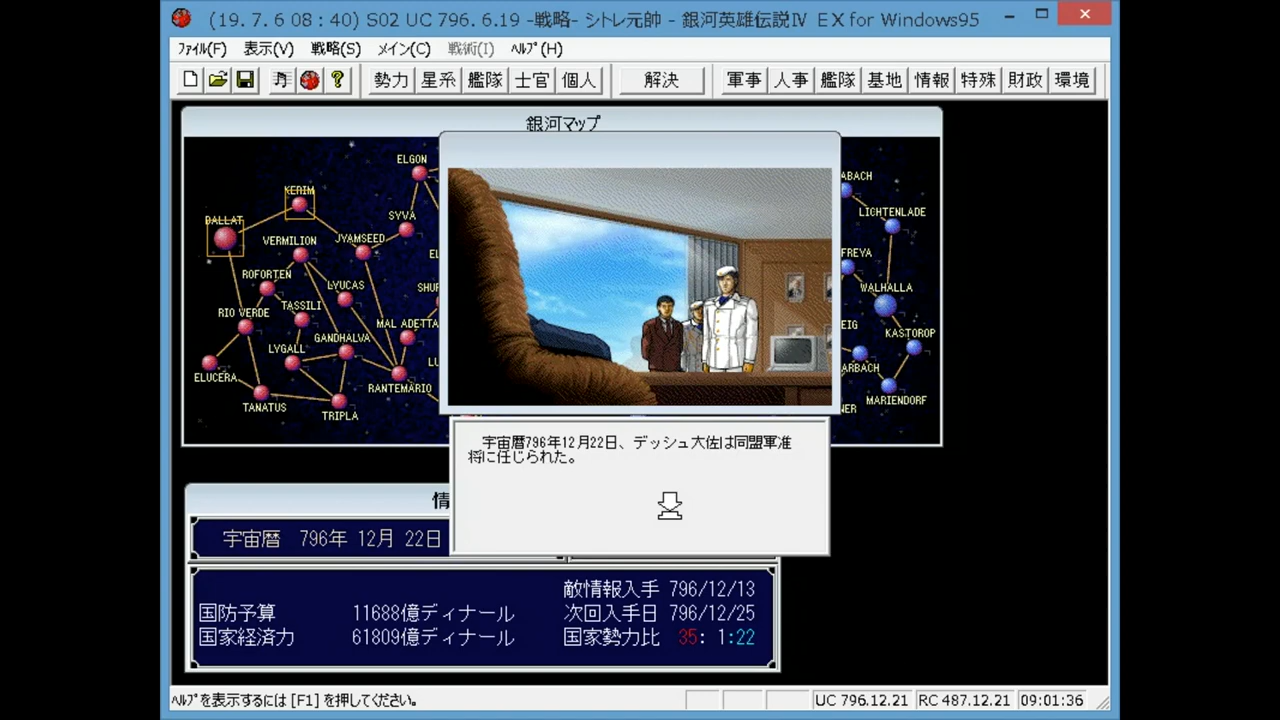 (19. 7. 6 08 : 40) S02 UC 796. 6.19 -戦略- シトレ元帥 - 銀河英雄伝説Ⅳ EX for Windows95
ﾌｧｲﾙ(F) 表示(V) 戦略(S) メイン(C) 戦術(I) ﾍﾙﾌﾟ(H)
勢力 星系 艦隊 士官 個人 解決 軍事 人事 艦隊 基地 情報 特殊 財政 環境
銀河マップ
ELGON
ABACH
KERIM
LICHTENLADE
BALLAT
SYVA
VERMILION
JYAMSEED
EL
FREYA
ROFORTEN
LYUCAS
SHUF
WALHALLA
TASSILI
RIO VERDE
MAL ADETTA
EIG
GANDHALVA
KASTOROP
LYGALL
LU
ARBACH
ELUCERA
RANTEMARIO
TANATUS
TRIPLA
NER
MARIENDORF
宇宙暦796年12月22日、デッシュ大佐は同盟軍准
将に任じられた。
情
宇宙暦 796年 12月 22日
敵情報入手 796/12/13
国防予算 11688億ディナール 次回入手日 796/12/25
国家経済力 61809億ディナール 国家勢力比 35: 1:22
ﾍﾙﾌﾟを表示するには [F1] を押してください。
UC 796.12.21 RC 487.12.21 09:01:36